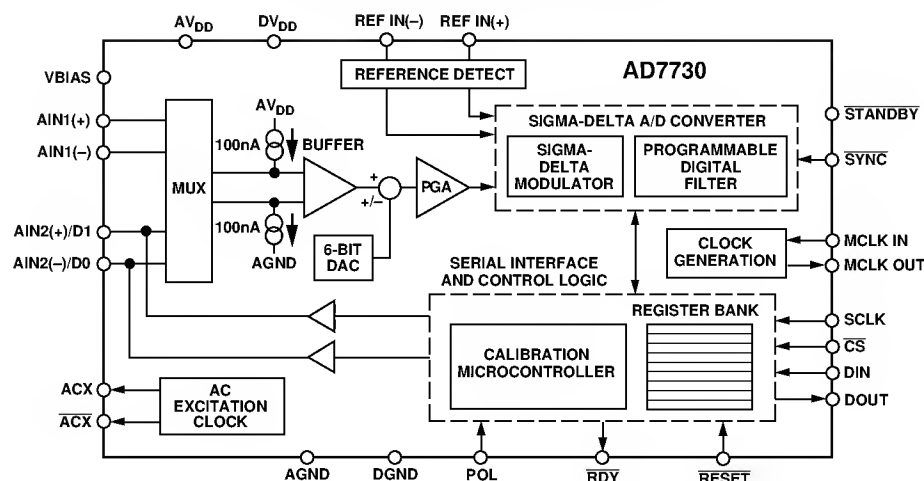 AVDD DVDD REF IN(–) REF IN(+)
VBIAS
REFERENCE DETECT
AD7730
AIN1(+)
AIN1(–)
AVDD
100nA
BUFFER
MUX
100nA
AGND
+
+/–
PGA
6-BIT
DAC
SIGMA-DELTA A/D CONVERTER
SIGMA-
DELTA
MODULATOR
PROGRAMMABLE
DIGITAL
FILTER
STANDBY
SYNC
AIN2(+)/D1
AIN2(–)/D0
CLOCK
GENERATION
MCLK IN
MCLK OUT
SERIAL INTERFACE
AND CONTROL LOGIC
REGISTER BANK
CALIBRATION
MICROCONTROLLER
SCLK
CS
DIN
DOUT
ACX
ACX
AC
EXCITATION
CLOCK
AGND DGND POL RDY RESET